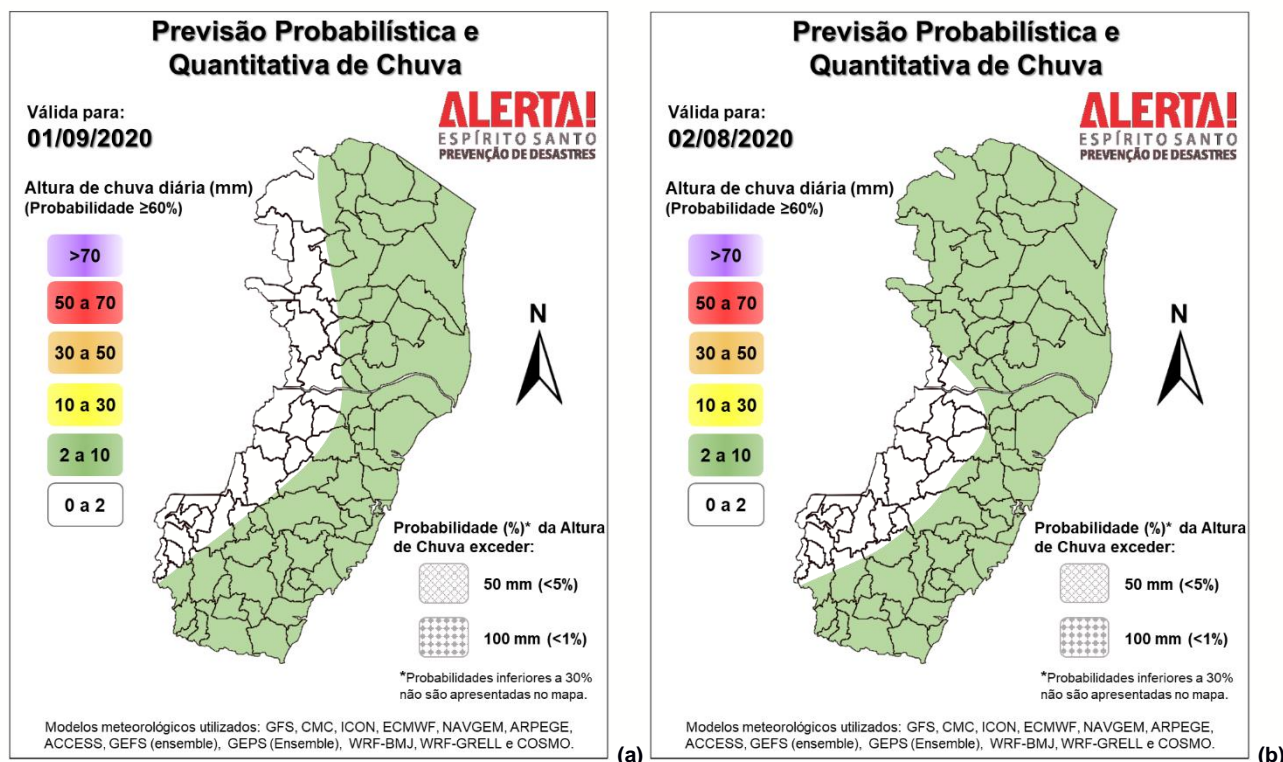 Previsão Probabilística e
Quantitativa de Chuva
Válida para:
01/09/2020
ALERTA!
ESPÍRITO SANTO
PREVENÇÃO DE DESASTRES
Altura de chuva diária (mm)
(Probabilidade ≥60%)
>70
50 a 70
30 a 50
10 a 30
2 a 10
0 a 2
N
Probabilidade (%)* da Altura
de Chuva exceder:
50 mm (<5%)
100 mm (<1%)
*Probabilidades inferiores a 30%
não são apresentadas no mapa.
Modelos meteorológicos utilizados: GFS, CMC, ICON, ECMWF, NAVGEM, ARPEGE,
ACCESS, GEFS (ensemble), GEPS (Ensemble), WRF-BMJ, WRF-GRELL e COSMO.
(a)
Previsão Probabilística e
Quantitativa de Chuva
Válida para:
02/08/2020
ALERTA!
ESPÍRITO SANTO
PREVENÇÃO DE DESASTRES
Altura de chuva diária (mm)
(Probabilidade ≥60%)
>70
50 a 70
30 a 50
10 a 30
2 a 10
0 a 2
N
Probabilidade (%)* da Altura
de Chuva exceder:
50 mm (<5%)
100 mm (<1%)
*Probabilidades inferiores a 30%
não são apresentadas no mapa.
Modelos meteorológicos utilizados: GFS, CMC, ICON, ECMWF, NAVGEM, ARPEGE,
ACCESS, GEFS (ensemble), GEPS (Ensemble), WRF-BMJ, WRF-GRELL e COSMO.
(b)